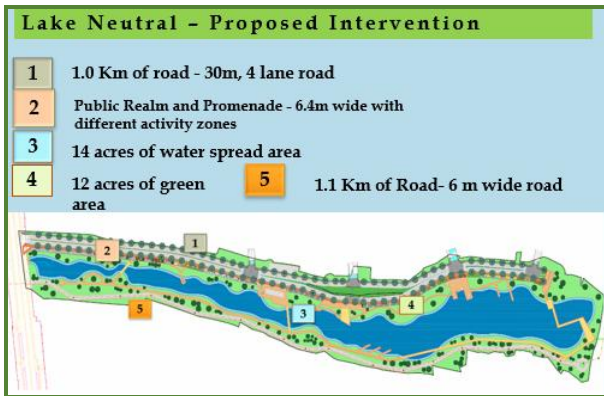 Lake Neutral – Proposed Intervention
1 1.0 Km of road - 30m, 4 lane road
2 Public Realm and Promenade - 6.4m wide with
different activity zones
3 14 acres of water spread area
4 12 acres of green
area
5 1.1 Km of Road- 6 m wide road
1
2
4
3
5